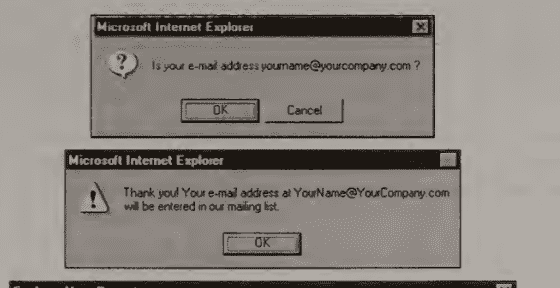 Microsoft Internet Explorer
Is your e-mail address yourname@yourcompany.com ?
OK Cancel
Microsoft Internet Explorer
Thank you! Your e-mail address at YourName@YourCompany.com
will be entered in our mailing list.
OK